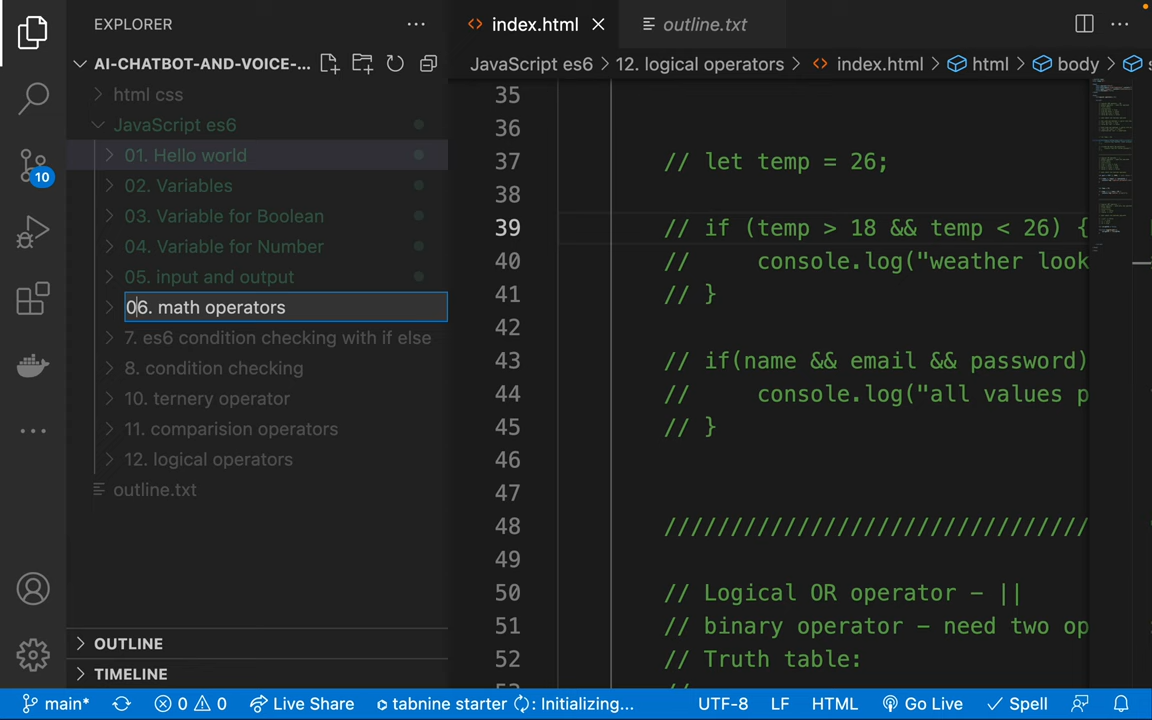 EXPLORER
AI-CHATBOT-AND-VOICE-...
html css
JavaScript es6
01. Hello world
02. Variables
03. Variable for Boolean
04. Variable for Number
05. input and output
06. math operators
7. es6 condition checking with if else
8. condition checking
10. ternery operator
11. comparision operators
12. logical operators
outline.txt
OUTLINE
TIMELINE
10
index.html
outline.txt
JavaScript es6 > 12. logical operators > index.html > html > body > s
35
36
37 // let temp = 26;
38
39 // if (temp > 18 && temp < 26) {
40 // console.log("weather look
41 // }
42
43 // if(name && email && password)
44 // console.log("all values p
45 // }
46
47
48 ////////////////////////////////
49
50 // Logical OR operator - ||
51 // binary operator - need two op
52 // Truth table:
main* 0 0 Live Share tabnine starter : Initializing... UTF-8 LF HTML Go Live Spell